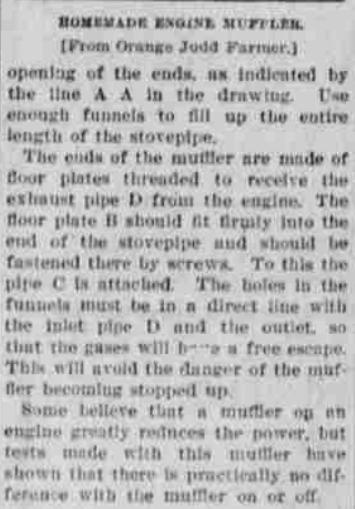 HOMEMADE ENGINE MUFFLER.
[From Orange Judd Farmer.]
opening of the ends, as indicated by
the line A A in the drawing. Use
enough funnels to fill up the entire
length of the stovepipe.
The ends of the muffler are made of
floor plates threaded to receive the
exhaust pipe D from the engine. The
floor plate B should fit firmly into the
end of the stovepipe and should be
fastened there by screws. To this the
pipe C is attached. The holes in the
funnels must be in a direct line with
the inlet pipe D and the outlet, so
that the gases will a free escape.
This will avoid the danger of the muf-
fler becoming stopped up.
Some believe that a muffler on an
engine greatly reduces the power, but
tests made with this muffler have
shown that there is practically no dif-
ference with the muffler on or off.